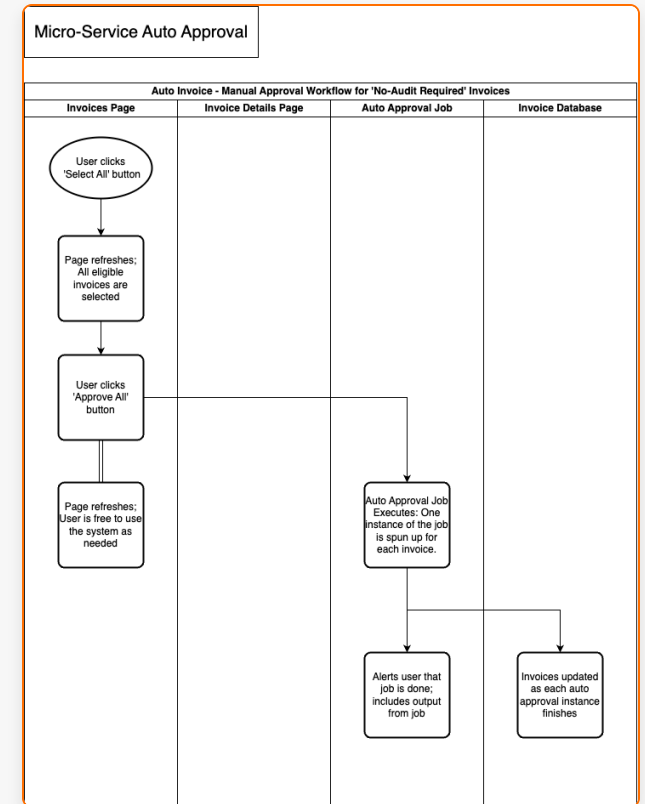 Micro-Service Auto Approval
Auto Invoice - Manual Approval Workflow for 'No-Audit Required' Invoices
Invoices Page
Invoice Details Page
Auto Approval Job
Invoice Database
User clicks
'Select All' button
Page refreshes;
All eligible
invoices are
selected
User clicks
'Approve All'
button
Page refreshes;
User is free to use
the system as
needed
Auto Approval Job
Executes: One
instance of the job
is spun up for
each invoice.
Alerts user that
job is done;
includes output
from job
Invoices updated
as each auto
approval instance
finishes